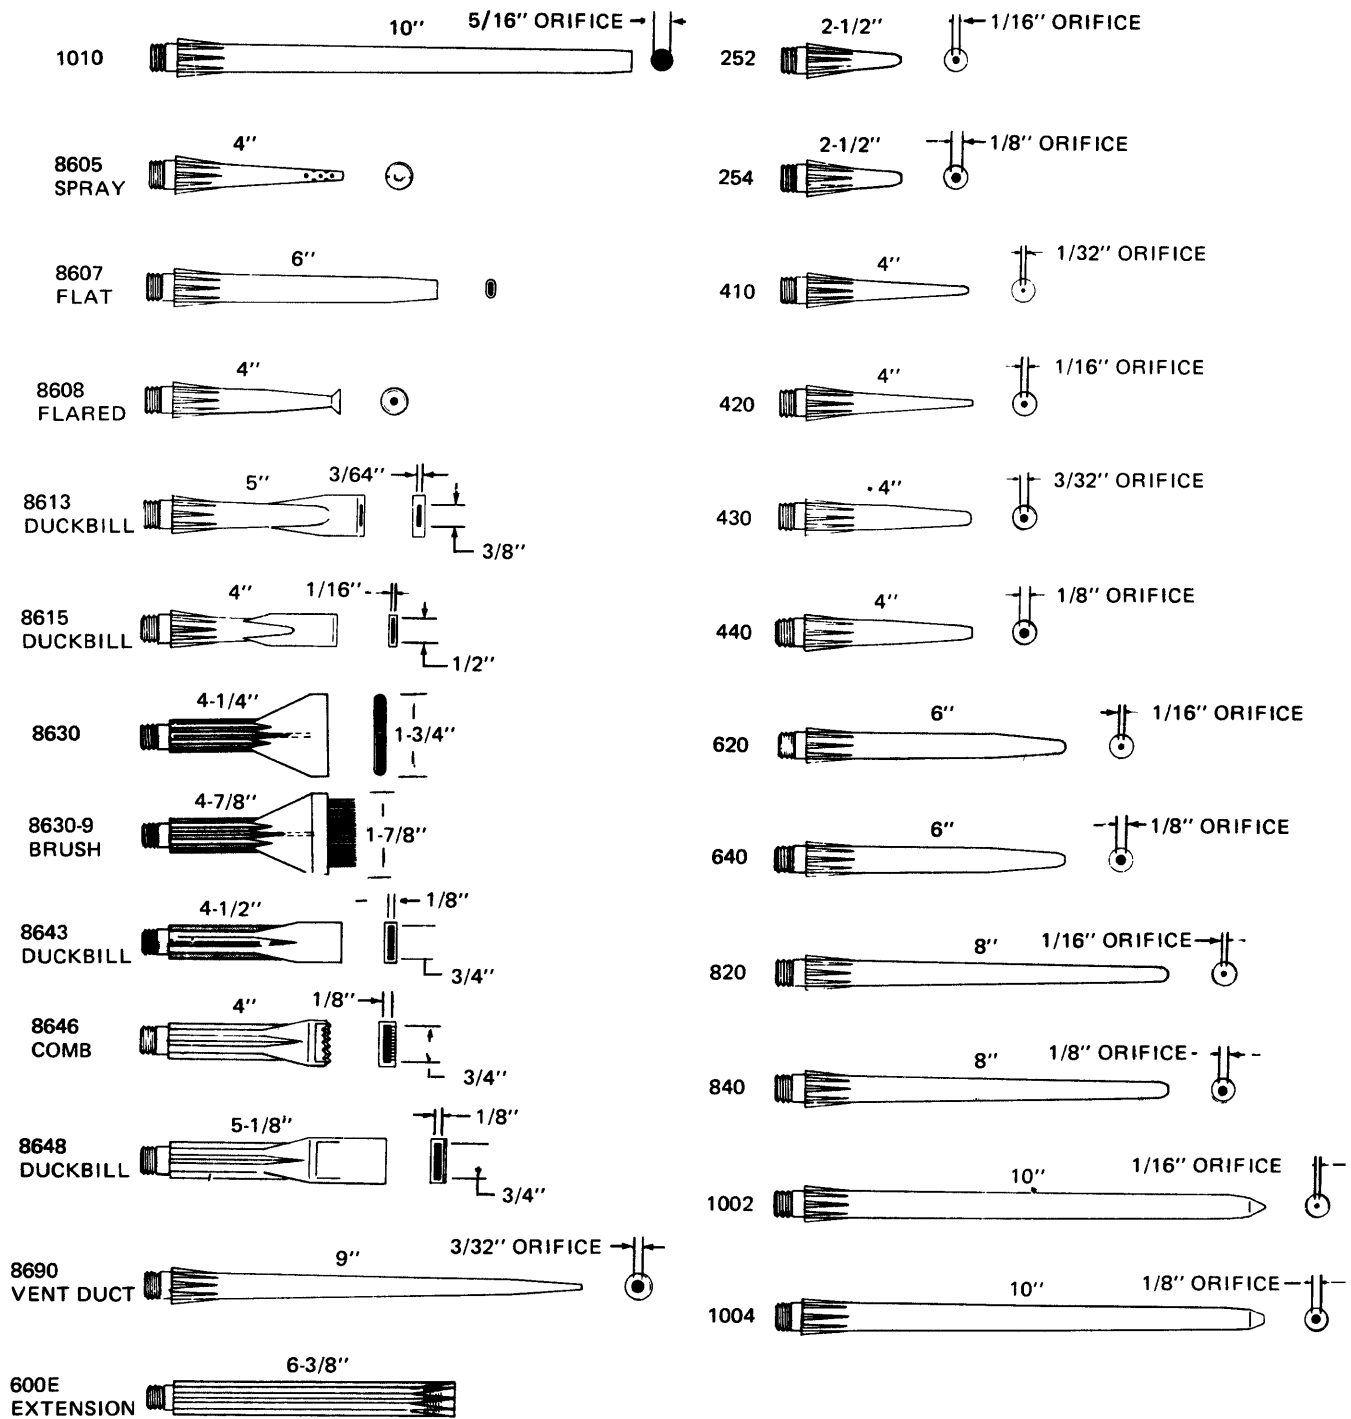 1010
10"
5/16" ORIFICE
8605
SPRAY
4"
8607
FLAT
6"
8608
FLARED
4"
8613
DUCKBILL
5"
3/64"
3/8"
8615
DUCKBILL
4"
1/16"
1/2"
8630
4-1/4"
1-3/4"
8630-9
BRUSH
4-7/8"
1-7/8"
8643
DUCKBILL
4-1/2"
1/8"
3/4"
8646
COMB
4"
1/8"
3/4"
8648
DUCKBILL
5-1/8"
1/8"
3/4"
8690
VENT DUCT
9"
3/32" ORIFICE
600E
EXTENSION
6-3/8"
252
2-1/2"
1/16" ORIFICE
254
2-1/2"
1/8" ORIFICE
410
4"
1/32" ORIFICE
420
4"
1/16" ORIFICE
430
4"
3/32" ORIFICE
440
4"
1/8" ORIFICE
620
6"
1/16" ORIFICE
640
6"
1/8" ORIFICE
820
8"
1/16" ORIFICE
840
8"
1/8" ORIFICE
1002
10"
1/16" ORIFICE
1004
10"
1/8" ORIFICE